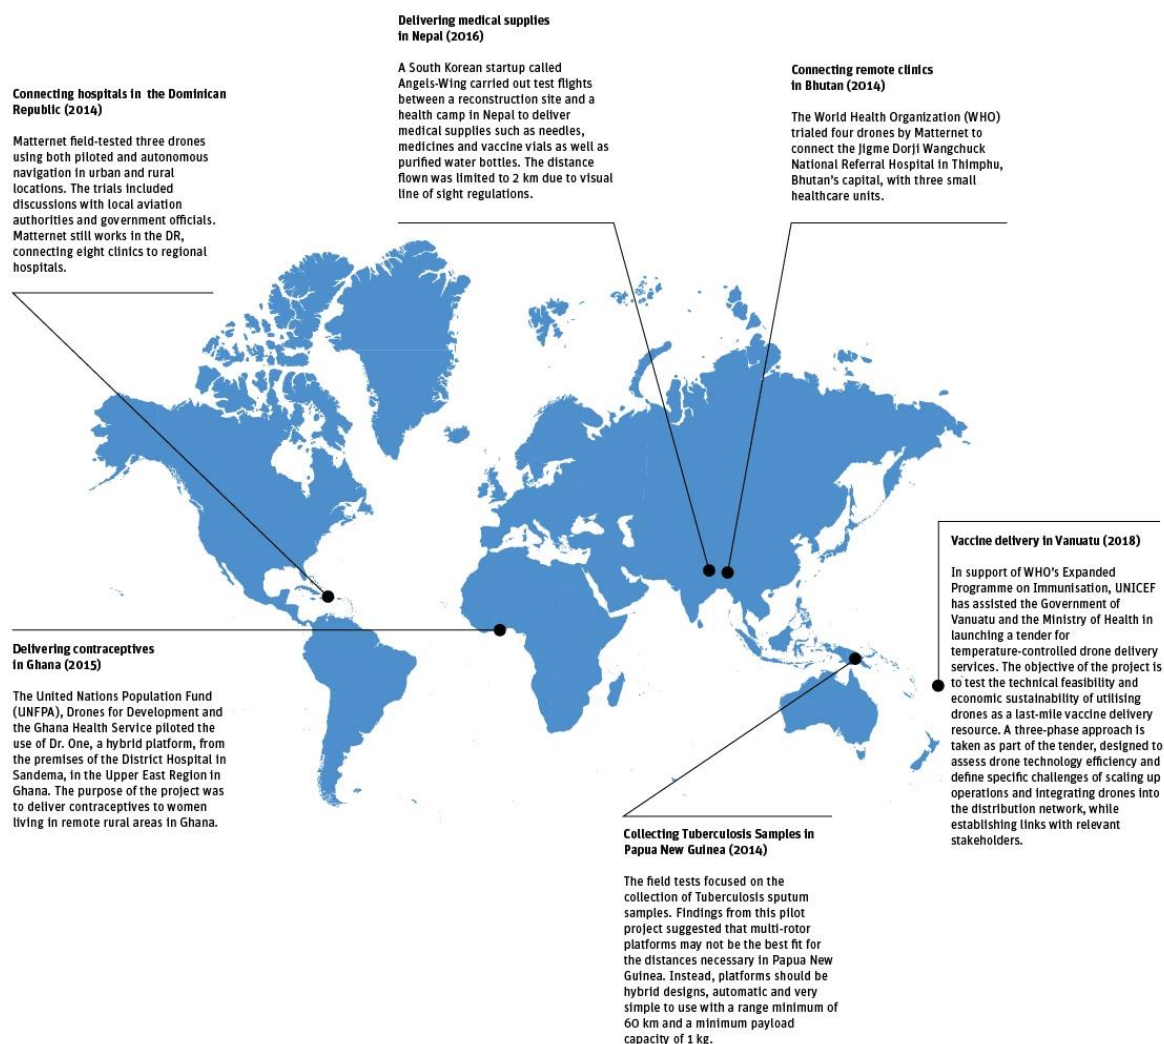 Delivering medical supplies
in Nepal (2016)
A South Korean startup called
Angels-Wing carried out test flights
between a reconstruction site and a
health camp in Nepal to deliver
medical supplies such as needles,
medicines and vaccine vials as well as
purified water bottles. The distance
flown was limited to 2 km due to visual
line of sight regulations.
Connecting remote clinics
in Bhutan (2014)
The World Health Organization (WHO)
trialed four drones by Matternet to
connect the Jigme Dorji Wangchuck
National Referral Hospital in Thimphu,
Bhutan's capital, with three small
healthcare units.
Connecting hospitals in the Dominican
Republic (2014)
Matternet field-tested three drones
using both piloted and autonomous
navigation in urban and rural
locations. The trials included
discussions with local aviation
authorities and government officials.
Matternet still works in the DR,
connecting eight clinics to regional
hospitals.
Vaccine delivery in Vanuatu (2018)
In support of WHO's Expanded
Programme on Immunisation, UNICEF
has assisted the Government of
Vanuatu and the Ministry of Health in
launching a tender for
temperature-controlled drone delivery
services. The objective of the project is
to test the technical feasibility and
economic sustainability of utilising
drones as a last-mile vaccine delivery
resource. A three-phase approach is
taken as part of the tender, designed to
assess drone technology efficiency and
define specific challenges of scaling up
operations and integrating drones into
the distribution network, while
establishing links with relevant
stakeholders.
Delivering contraceptives
in Ghana (2015)
The United Nations Population Fund
(UNFPA), Drones for Development and
the Ghana Health Service piloted the
use of Dr. One, a hybrid platform, from
the premises of the District Hospital in
Sandema, in the Upper East Region in
Ghana. The purpose of the project was
to deliver contraceptives to women
living in remote rural areas in Ghana.
Collecting Tuberculosis Samples in
Papua New Guinea (2014)
The field tests focused on the
collection of Tuberculosis sputum
samples. Findings from this pilot
project suggested that multi-rotor
platforms may not be the best fit for
the distances necessary in Papua New
Guinea. Instead, platforms should be
hybrid designs, automatic and very
simple to use with a range minimum of
60 km and a minimum payload
capacity of 1 kg.